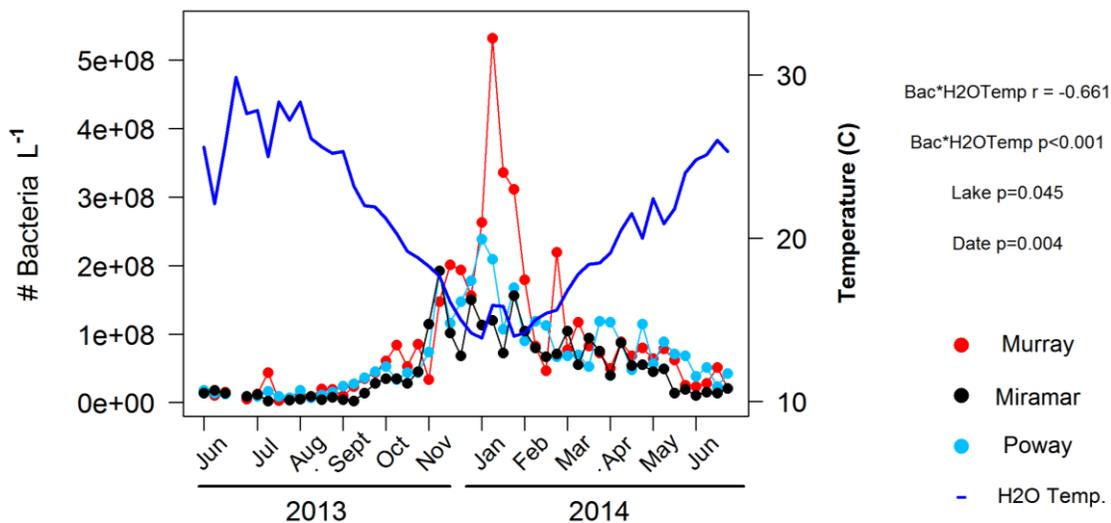 # Bacteria L-1
5e+08
4e+08
3e+08
2e+08
1e+08
0e+00
30
20
10
Temperature (C)
Jun
Jul
Aug
Sept
Oct
Nov
Jan
Feb
Mar
Apr
May
Jun
2013
2014
Bac*H2OTemp r = -0.661
Bac*H2OTemp p<0.001
Lake p=0.045
Date p=0.004
Murray
Miramar
Poway
H2O Temp.